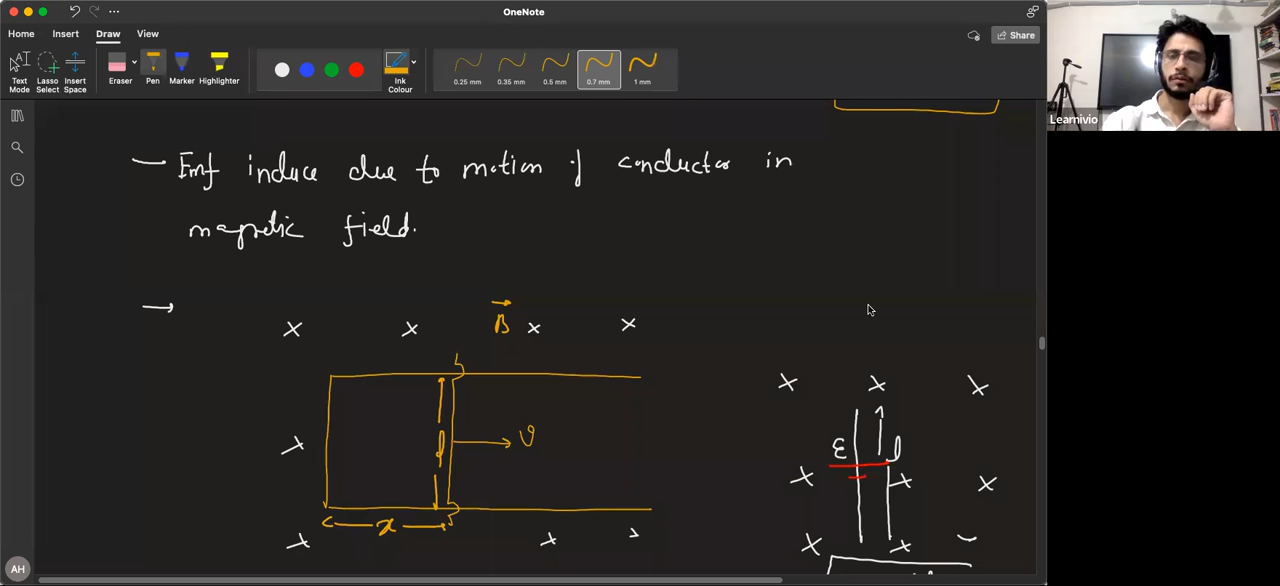 OneNote
Home Insert Draw View
Share
Text Mode
Lasso Select
Insert Space
Eraser
Pen
Marker
Highlighter
Ink Colour
0.25 mm
0.35 mm
0.5 mm
0.7 mm
1 mm
Learnivio
— Emf induce due to motion of conductor in
magnetic field.
→
x x B x x
x x x
l → v
ε l
x x x x
x
x x x x
AH